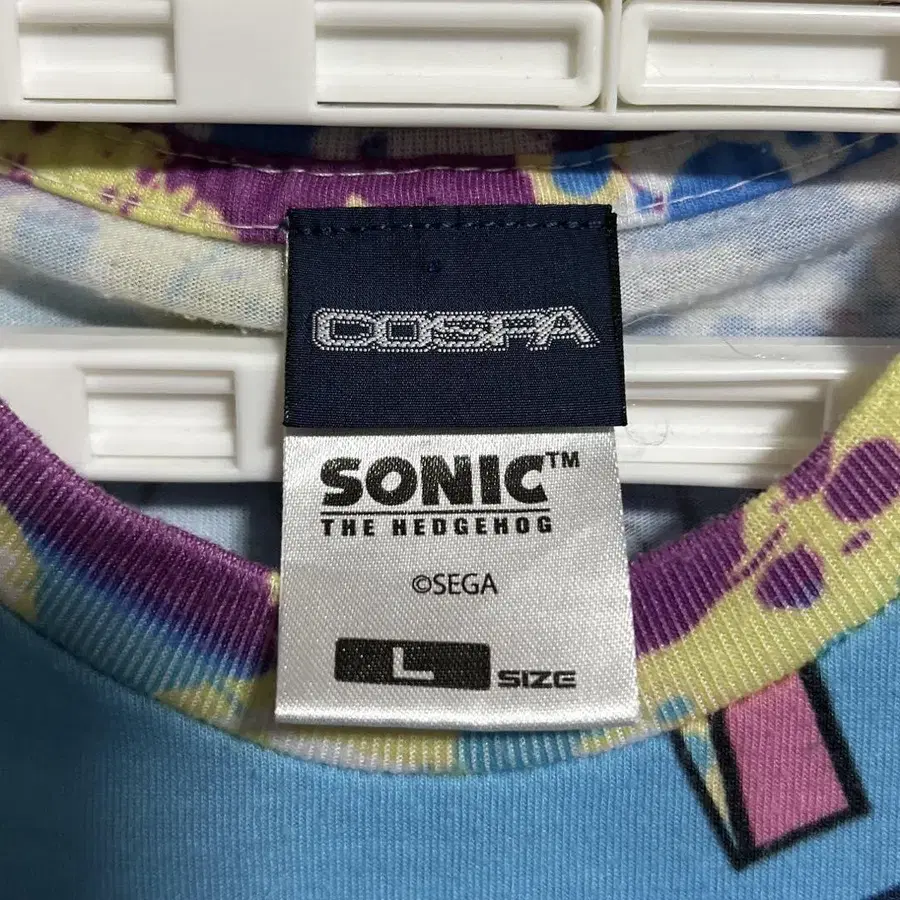 COSPA
SONIC™
THE HEDGEHOG
©SEGA
L SIZE